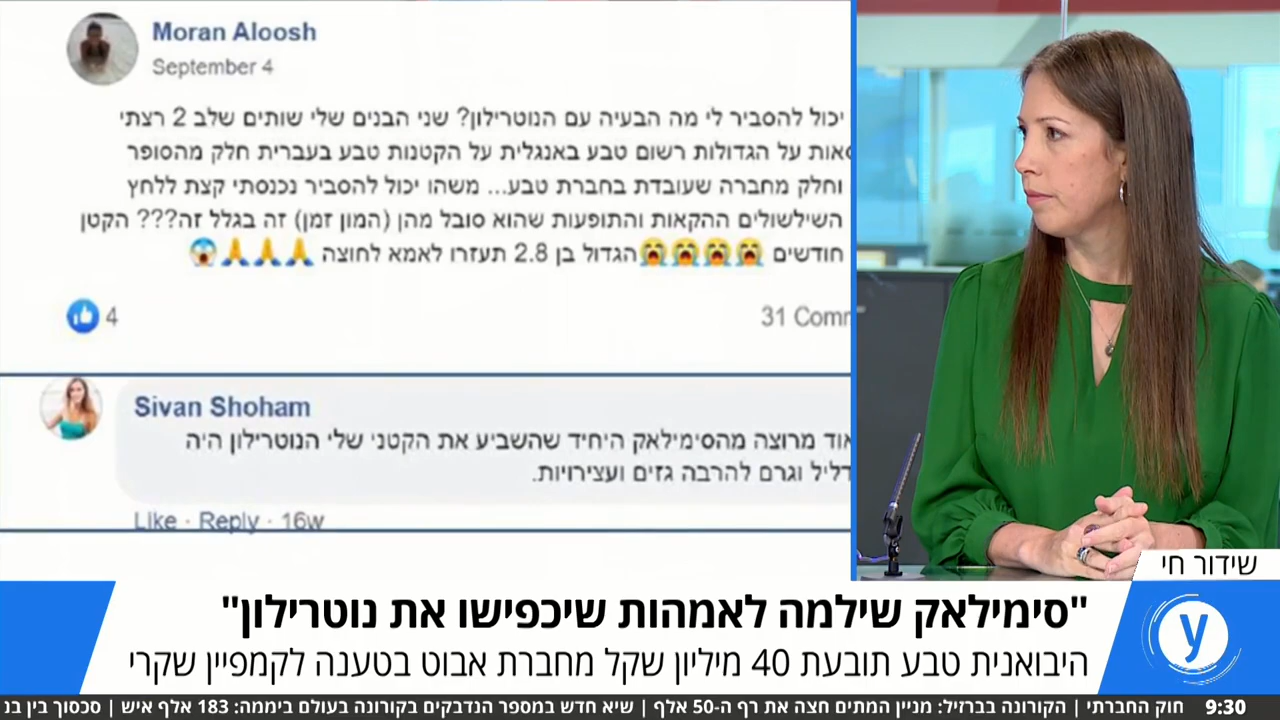 Moran Aloosh
September 4
יכול להסביר לי מה הבעיה עם הנוטרילון? שני הבנים שלי שותים שלב 2 רצתי
על הגדולות רשום טבע באנגלית על הקטנות טבע בעברית חלק מהסופר
וחלק מחברה שעובדת בחברת טבע... משהו יכול להסביר נכנסתי קצת ללחץ
השילשולים ההקאות והתופעות שהוא סובל מהן (המון זמן) זה בגלל זה??? הקטן
חודשים 😭😭😭😭הגדול בן 2.8 תעזרו לאמא לחוצה 🙏🙏🙏😱
4
31
Sivan Shoham
מרוצה מהסימילאק היחיד שהשביע את הקטני שלי הנוטרילון היה
וגרם להרבה גזים ועצירויות.
Like · Reply · 16w
שידור חי
"סימילאק שילמה לאמהות שיכפישו את נוטרילון"
היבואנית טבע תובעת 40 מיליון שקל מחברת אבוט בטענה לקמפיין שקרי
y
9:30 חוק החברתי | הקורונה בברזיל: מניין המתים חצה את רף ה-50 אלף | שיא חדש במספר הנדבקים בקורונה בעולם ביממה: 183 אלף איש | סכסוך בין בנ